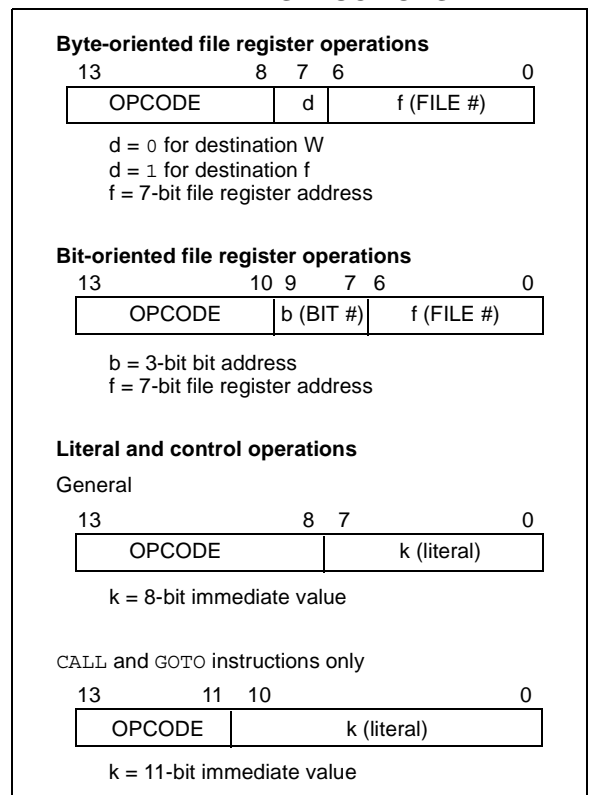 Byte-oriented file register operations
13 8 7 6 0
OPCODE d f (FILE #)
d = 0 for destination W
d = 1 for destination f
f = 7-bit file register address
Bit-oriented file register operations
13 10 9 7 6 0
OPCODE b (BIT #) f (FILE #)
b = 3-bit bit address
f = 7-bit file register address
Literal and control operations
General
13 8 7 0
OPCODE k (literal)
k = 8-bit immediate value
CALL and GOTO instructions only
13 11 10 0
OPCODE k (literal)
k = 11-bit immediate value